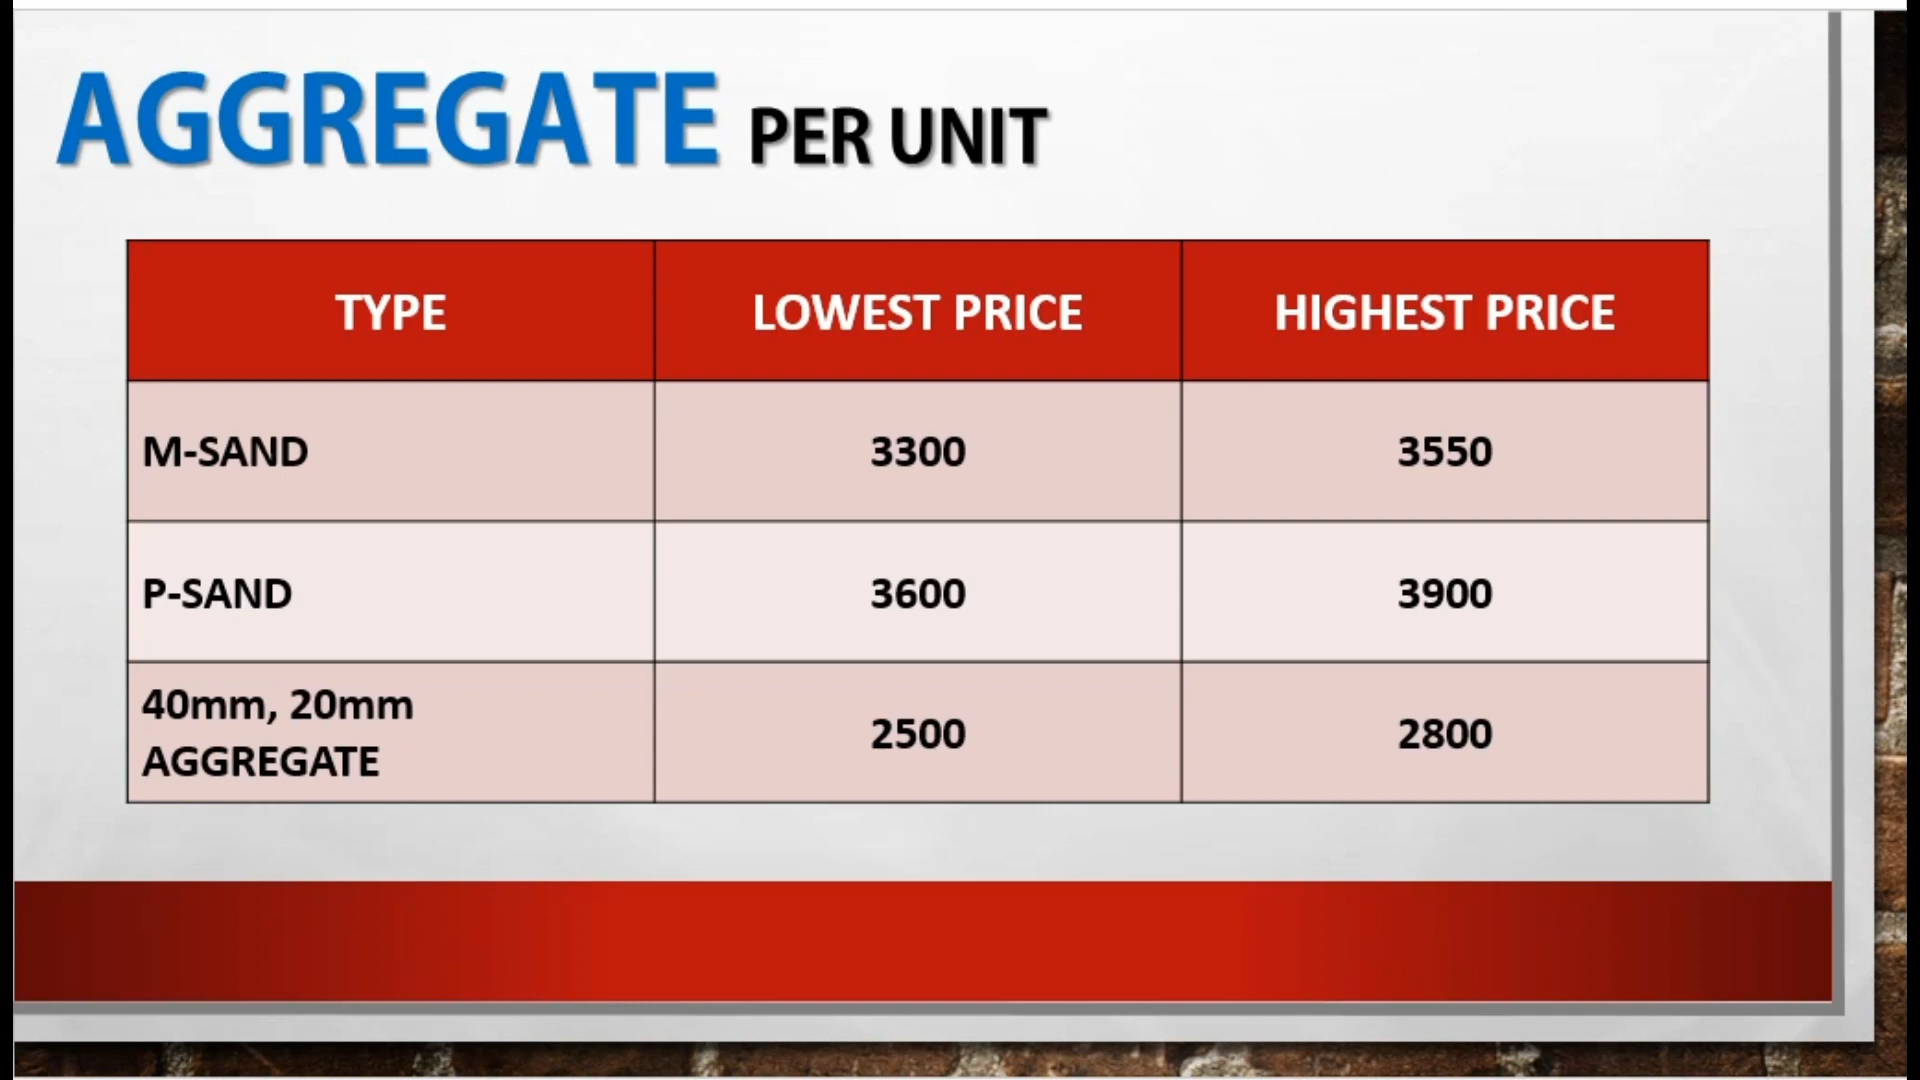 AGGREGATE PER UNIT
TYPE LOWEST PRICE HIGHEST PRICE
M-SAND 3300 3550
P-SAND 3600 3900
40mm, 20mm
AGGREGATE 2500 2800